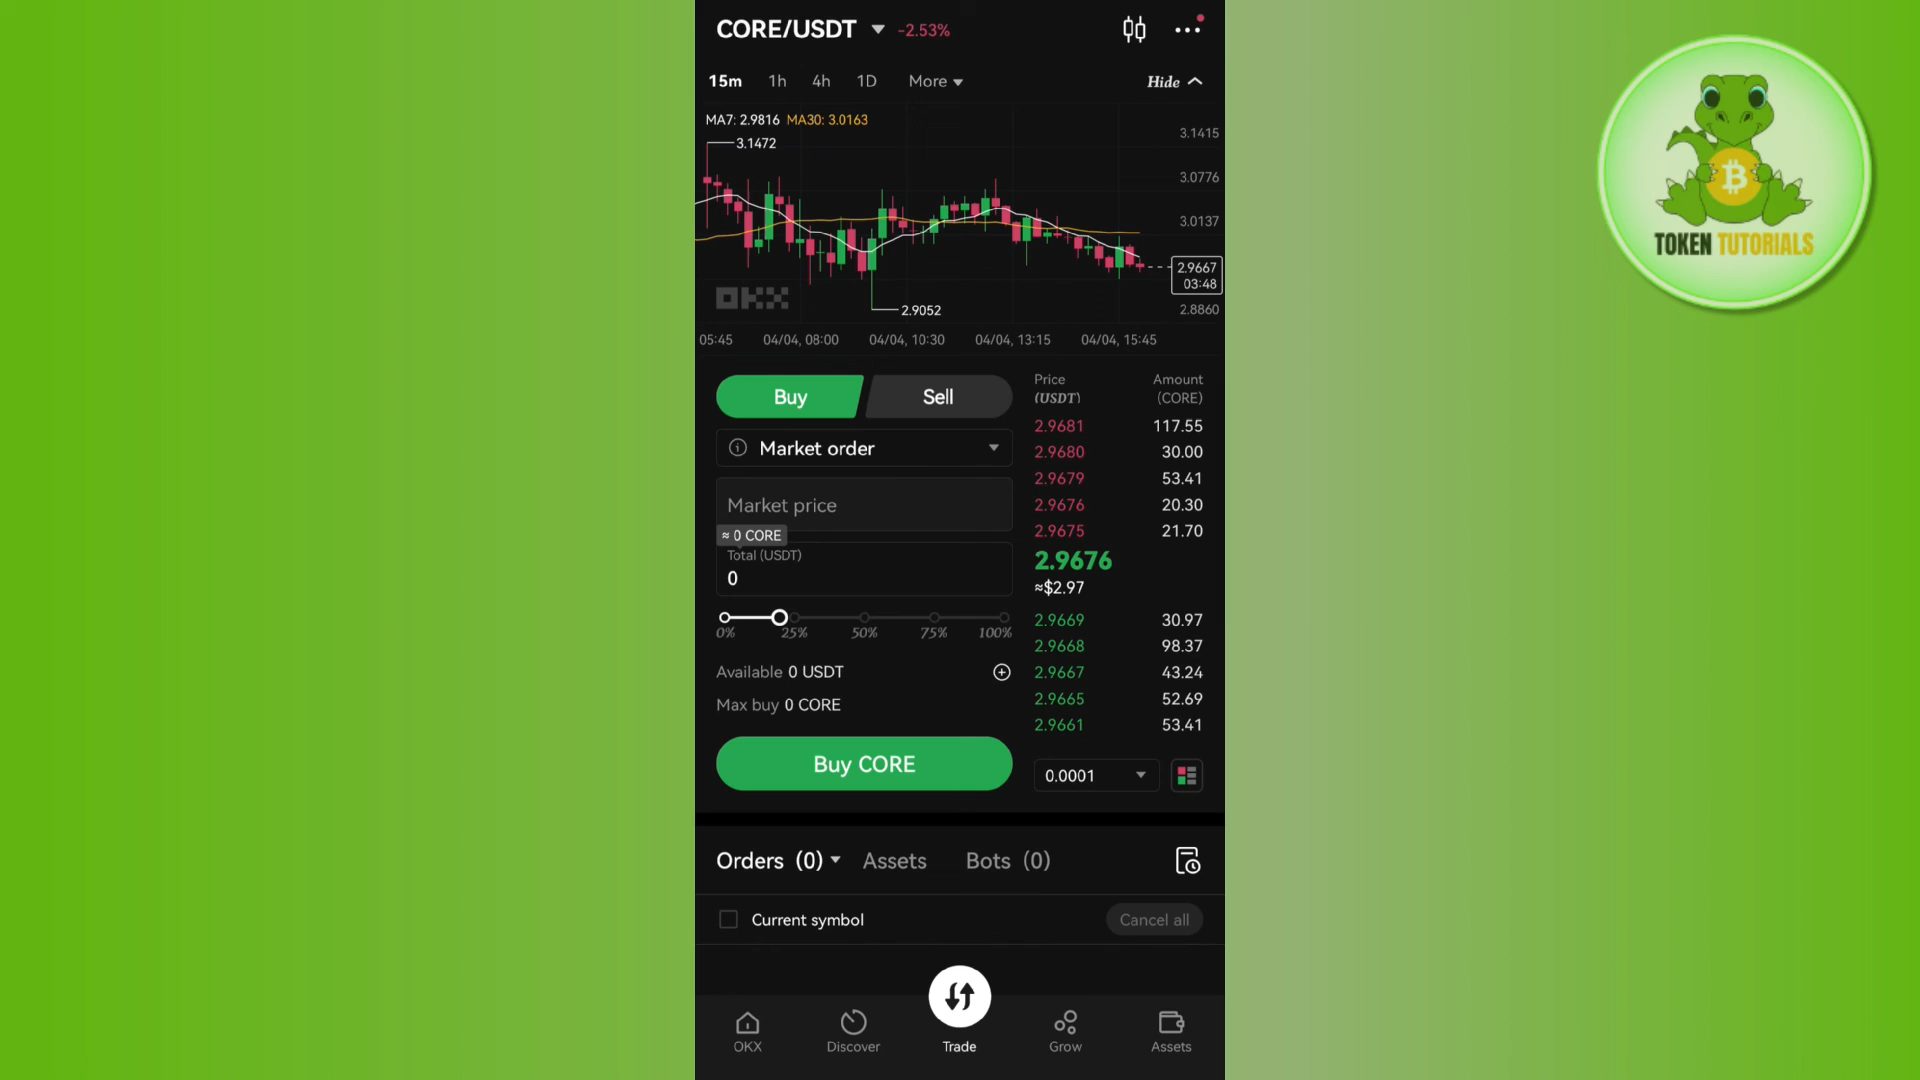 CORE/USDT -2.53%
15m 1h 4h 1D More Hide
MA7: 2.9816 MA30: 3.0163
3.1472
3.1415
3.0776
3.0137
2.9667
03:48
2.8860
2.9052
OKX
05:45 04/04, 08:00 04/04, 10:30 04/04, 13:15 04/04, 15:45
Buy Sell
Market order
Market price
≈ 0 CORE
Total (USDT)
0
0% 25% 50% 75% 100%
Available 0 USDT
Max buy 0 CORE
Buy CORE
Price Amount
(USDT) (CORE)
2.9681 117.55
2.9680 30.00
2.9679 53.41
2.9676 20.30
2.9675 21.70
2.9676
≈$2.97
2.9669 30.97
2.9668 98.37
2.9667 43.24
2.9665 52.69
2.9661 53.41
0.0001
Orders (0) Assets Bots (0)
Current symbol Cancel all
OKX Discover Trade Grow Assets
TOKEN TUTORIALS